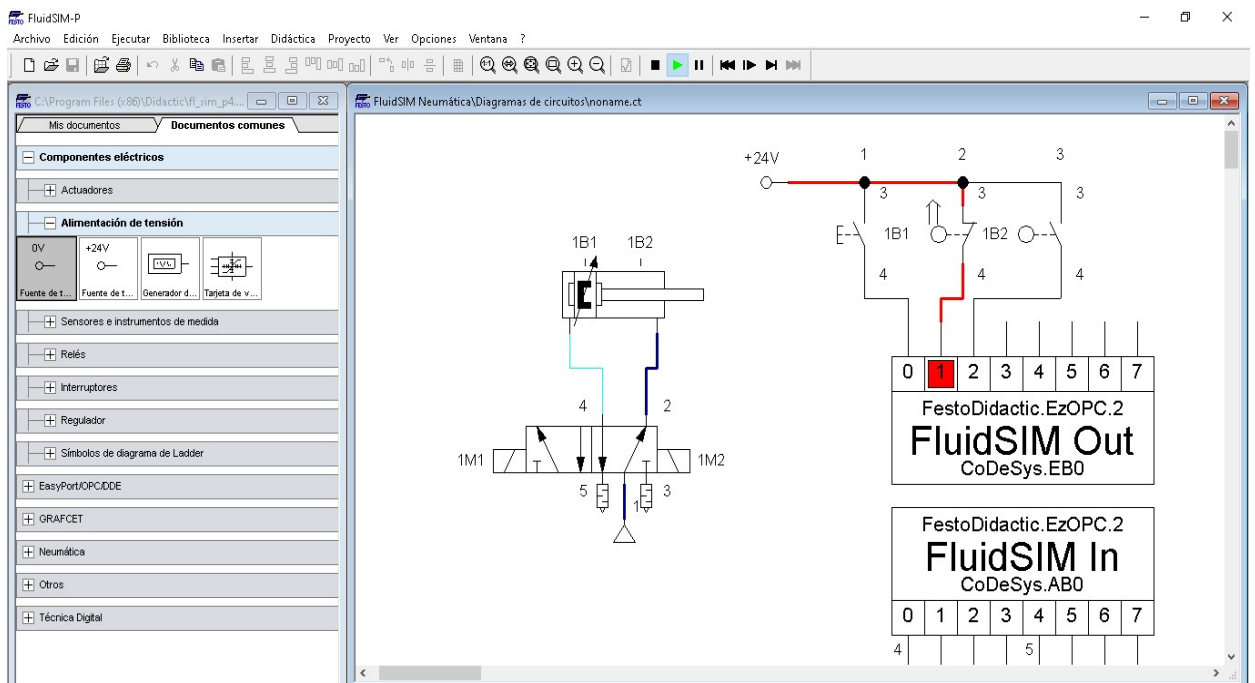 FluidSIM-P
Archivo Edición Ejecutar Biblioteca Insertar Didáctica Proyecto Ver Opciones Ventana ?
FESTO C:\Program Files (x86)\Didactic\fl_sim_p4....
Mis documentos Documentos comunes
Componentes eléctricos
Actuadores
Alimentación de tensión
0V +24V
Fuente de t... Fuente de t... Generador d... Tarjeta de v...
Sensores e instrumentos de medida
Relés
Interruptores
Regulador
Símbolos de diagrama de Ladder
EasyPort/OPC/DDE
GRAFCET
Neumática
Otros
Técnica Digital
FESTO FluidSIM Neumática\Diagramas de circuitos\noname.ct
+24V 1 2 3
3 3 3
1B1 1B2
4 4 4
1B1 1B2
4 2
1M1 1M2
5 1 3
0 1 2 3 4 5 6 7
FestoDidactic.EzOPC.2
FluidSIM Out
CoDeSys.EB0
FestoDidactic.EzOPC.2
FluidSIM In
CoDeSys.AB0
0 1 2 3 4 5 6 7
4 5